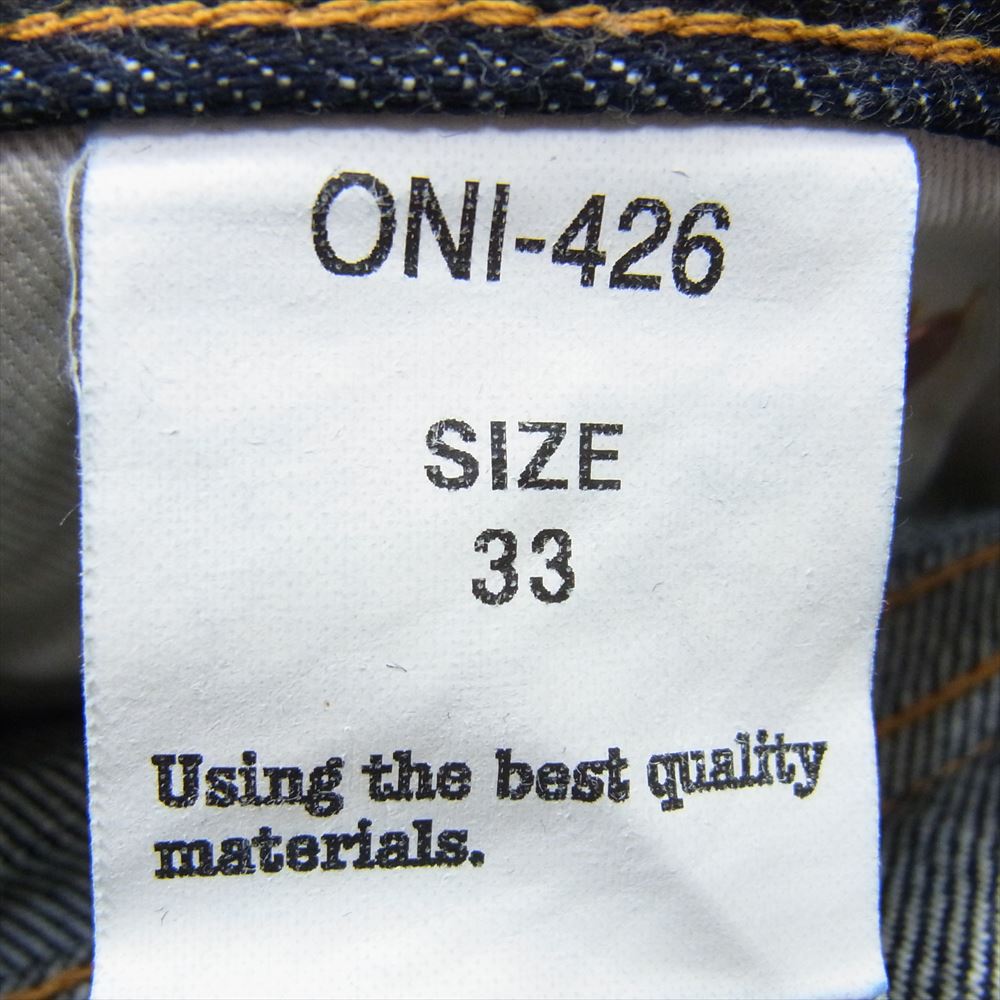 ONI-426
SIZE
33
Using the best quality
materials.